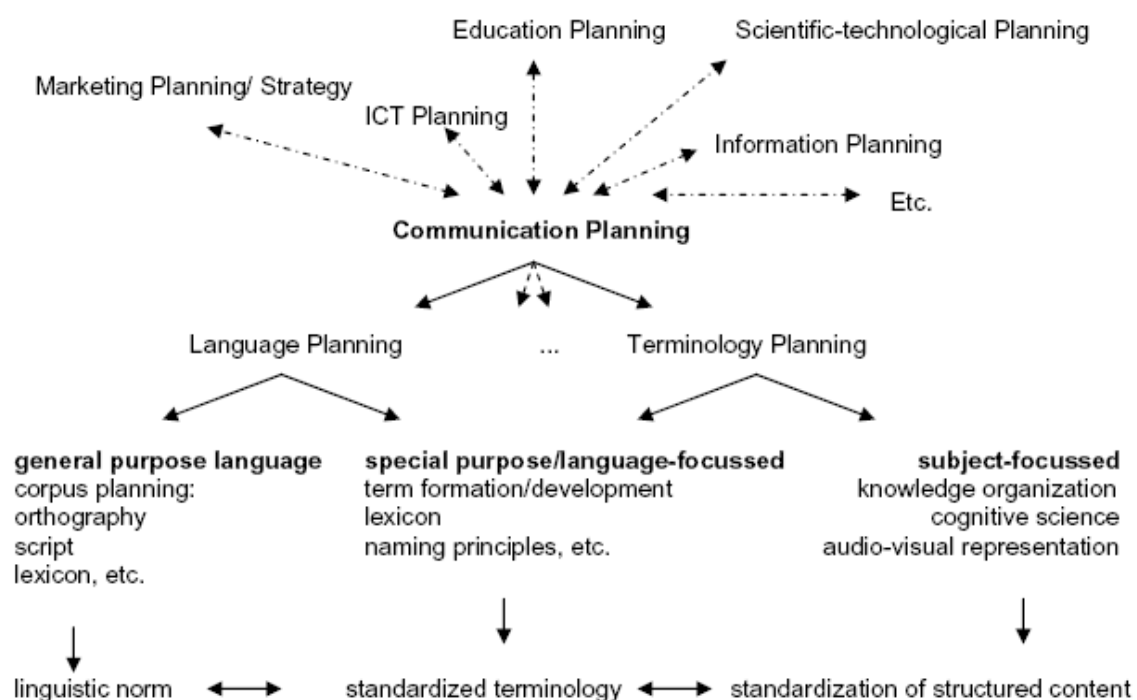 Education Planning
Scientific-technological Planning
Marketing Planning/ Strategy
ICT Planning
Information Planning
Etc.
Communication Planning
Language Planning
...
Terminology Planning
general purpose language
corpus planning:
orthography
script
lexicon, etc.
special purpose/language-focussed
term formation/development
lexicon
naming principles, etc.
subject-focussed
knowledge organization
cognitive science
audio-visual representation
linguistic norm
standardized terminology
standardization of structured content